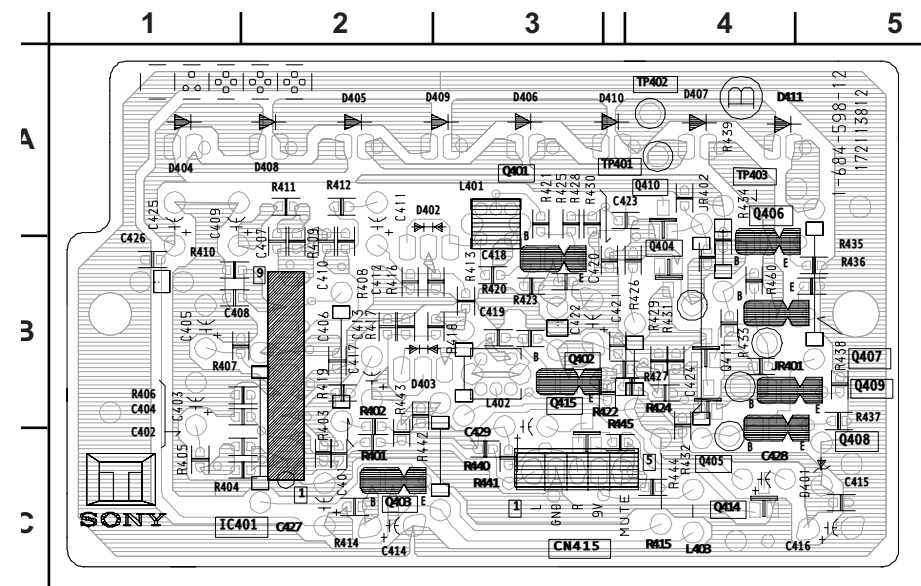 1 2 3 4 5
A
B
C
TP402
B
D405 D409 D406 D410 D407 D411
1-684-598-12
172113812
R439
D404 D408 Q401 TP401 TP403
R421 R425 R428 R430 Q410 JR402 R434
R411 R412 C411 L401 C423 Q406
C425 C409 D402
C426 R410 C407 R409 B E Q404 B E R435
C418 C420 R436
9 C410 R408 C412 R416 R413 R420 R423 R426 R460
C408 C419 C421 R429 R431
C405 C406 C413 R417 R418 C422 R433
R407 C417 Q402 Q411 R438 Q407
JR401
R406 R419 D403 R427 C424 Q409
C404 C403 R402 R443 L402 Q415 R422 R424 R437
C402 R403 R442 C429 R445 Q408
R405 R401 R440 5 R444 R432 Q405 C428
R404 C401 R441 D401
1 B E Q403 C415
SONY
IC401 C427 1 L GND R 9V MUTE Q414
R414 C414 CN415 R415 L403 C416